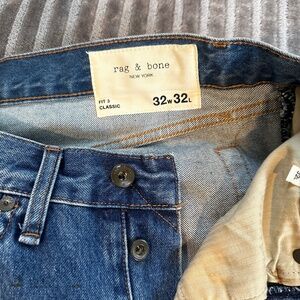 rag & bone
NEW YORK
FIT 3
CLASSIC
32W 32L